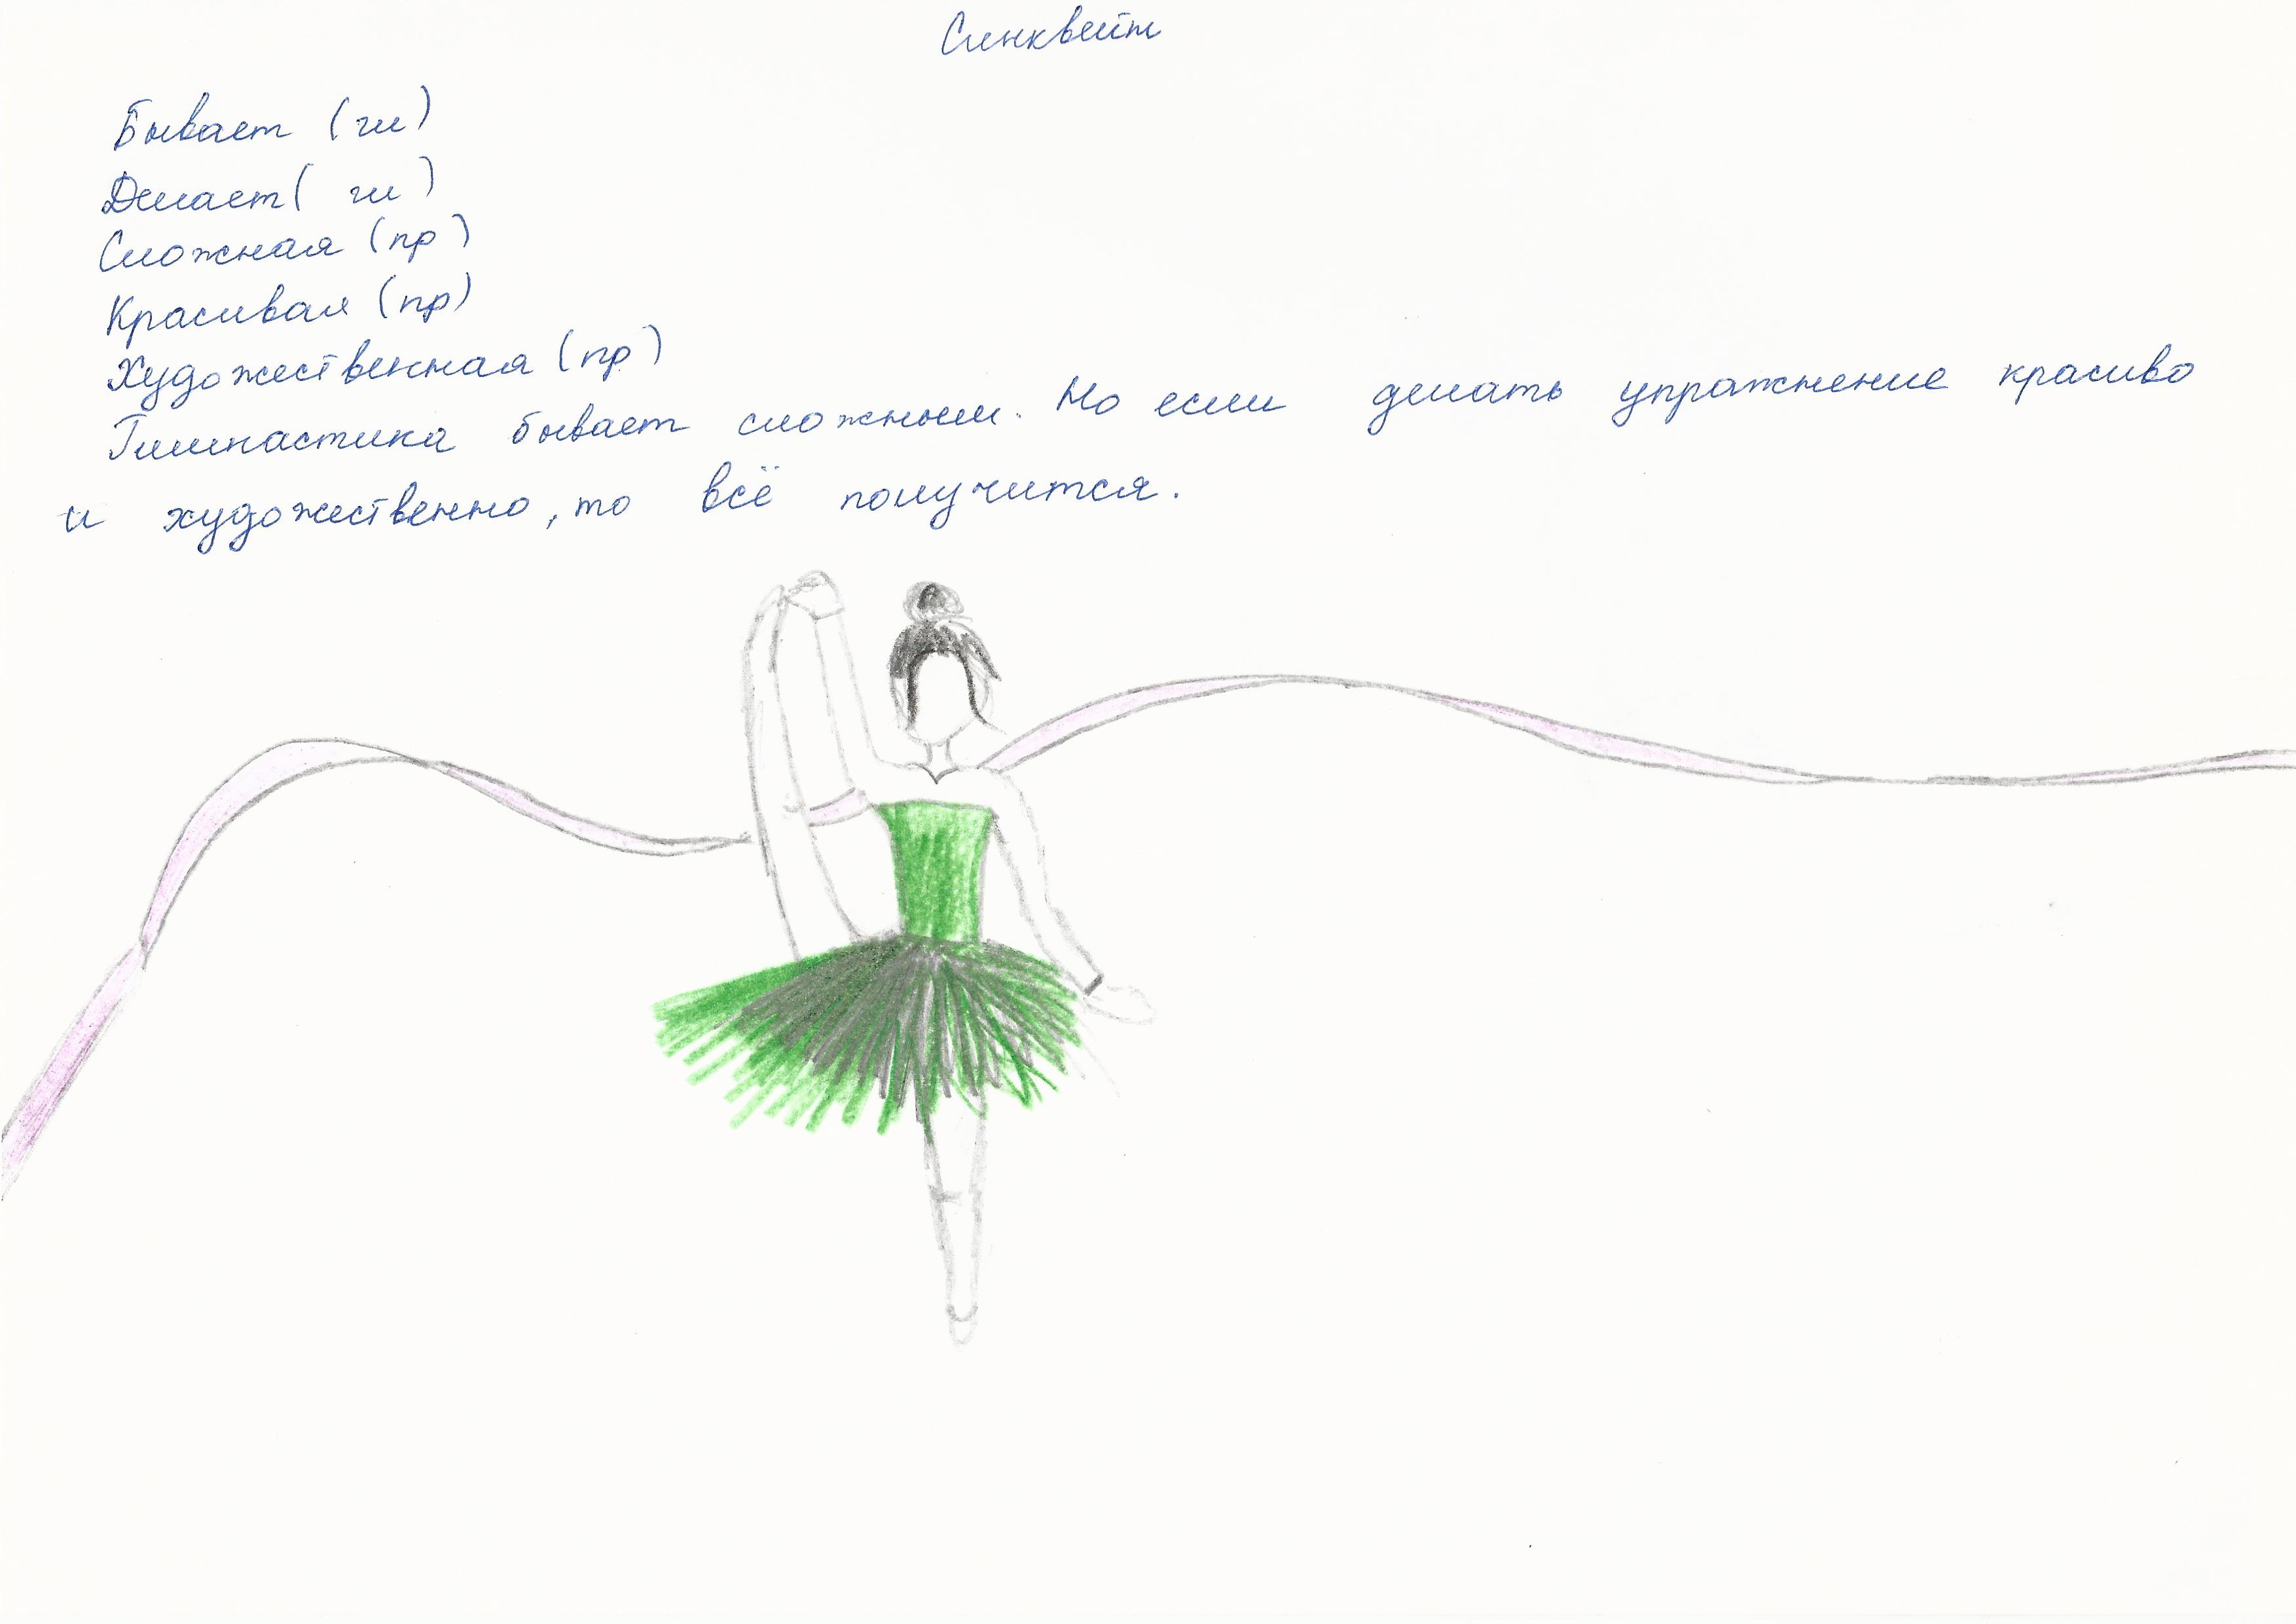 Синквейн
Бывает (гл)
Делает ( гл )
Сложная (пр)
Красивая (пр)
Художественная (пр)
Гимнастика бывает сложным. Но если делать упражнение красиво
и художественно, то всё получится.